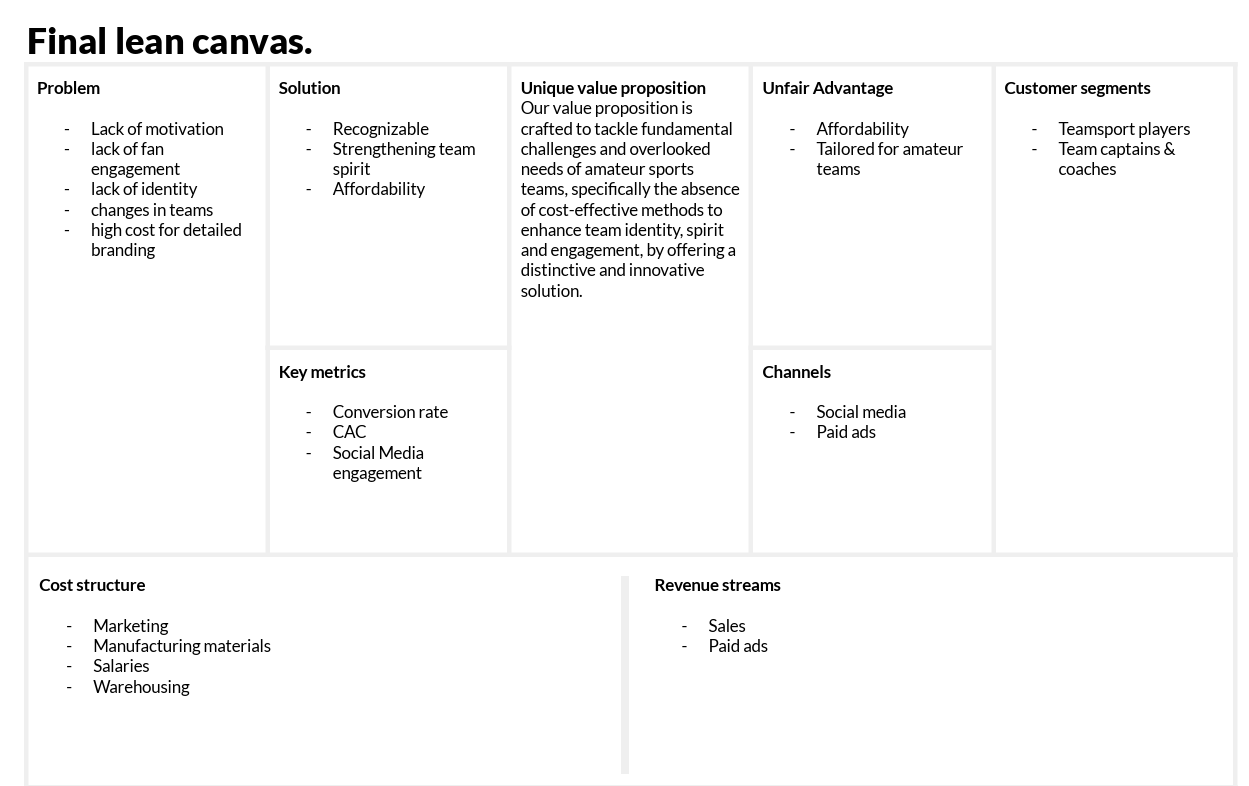 Final lean canvas.
Problem
- Lack of motivation
- lack of fan
engagement
- lack of identity
- changes in teams
- high cost for detailed
branding
Solution
- Recognizable
- Strengthening team
spirit
- Affordability
Key metrics
- Conversion rate
- CAC
- Social Media
engagement
Unique value proposition
Our value proposition is
crafted to tackle fundamental
challenges and overlooked
needs of amateur sports
teams, specifically the absence
of cost-effective methods to
enhance team identity, spirit
and engagement, by offering a
distinctive and innovative
solution.
Unfair Advantage
- Affordability
- Tailored for amateur
teams
Channels
- Social media
- Paid ads
Customer segments
- Teamsport players
- Team captains &
coaches
Cost structure
- Marketing
- Manufacturing materials
- Salaries
- Warehousing
Revenue streams
- Sales
- Paid ads